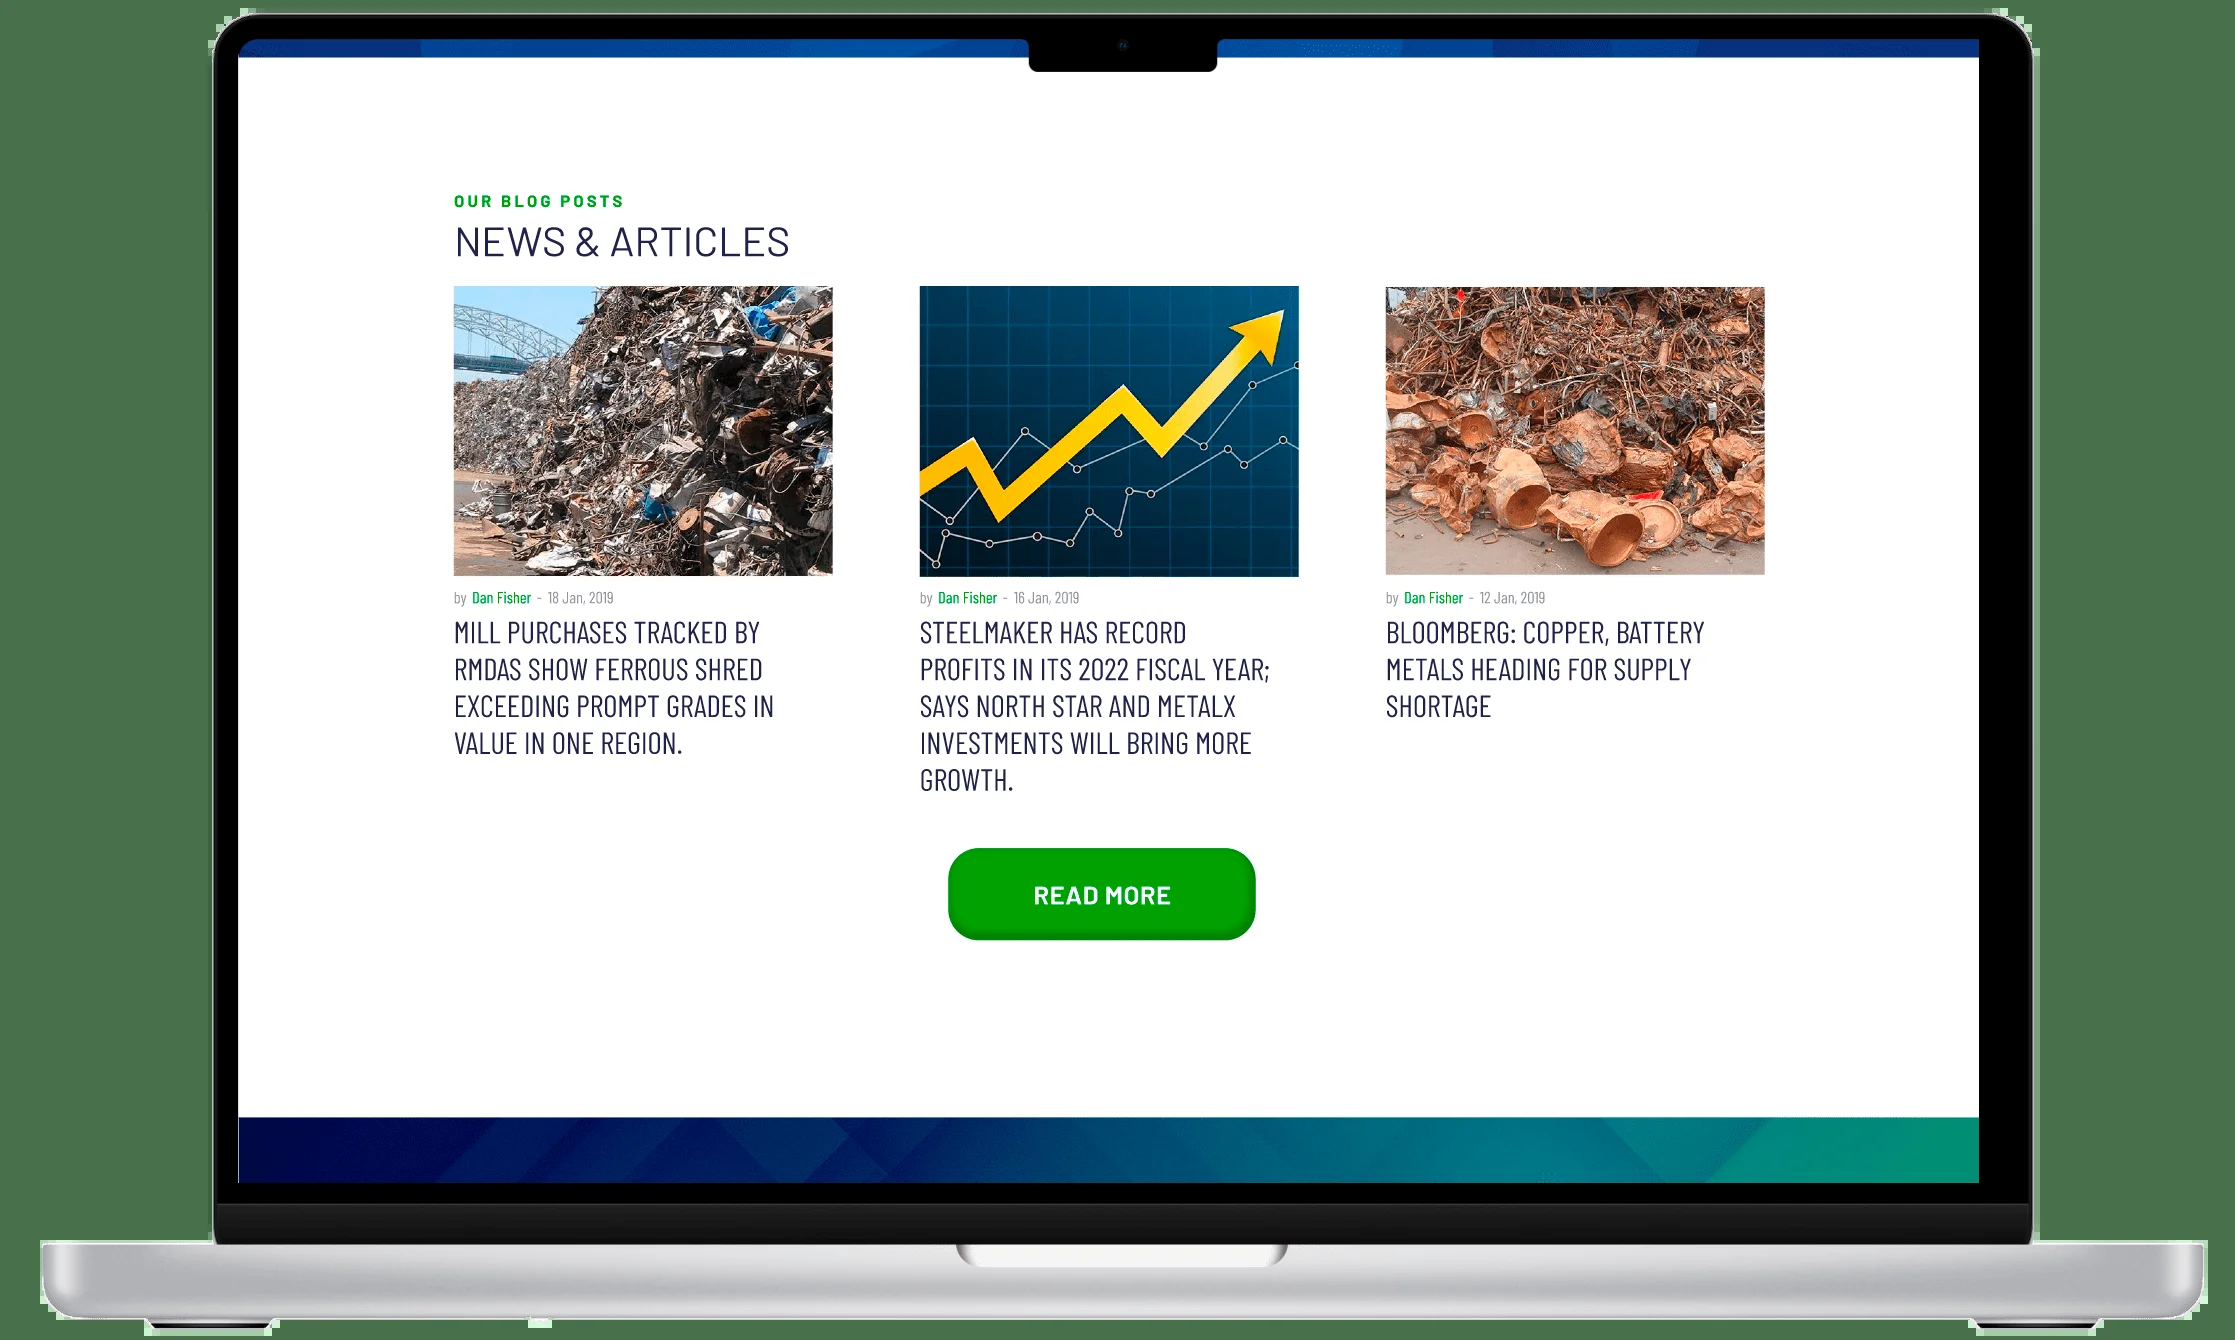 OUR BLOG POSTS
NEWS & ARTICLES
by Dan Fisher - 18 Jan, 2019
MILL PURCHASES TRACKED BY
RMDAS SHOW FERROUS SHRED
EXCEEDING PROMPT GRADES IN
VALUE IN ONE REGION.
by Dan Fisher - 16 Jan, 2019
STEELMAKER HAS RECORD
PROFITS IN ITS 2022 FISCAL YEAR;
SAYS NORTH STAR AND METALX
INVESTMENTS WILL BRING MORE
GROWTH.
by Dan Fisher - 12 Jan, 2019
BLOOMBERG: COPPER, BATTERY
METALS HEADING FOR SUPPLY
SHORTAGE
READ MORE